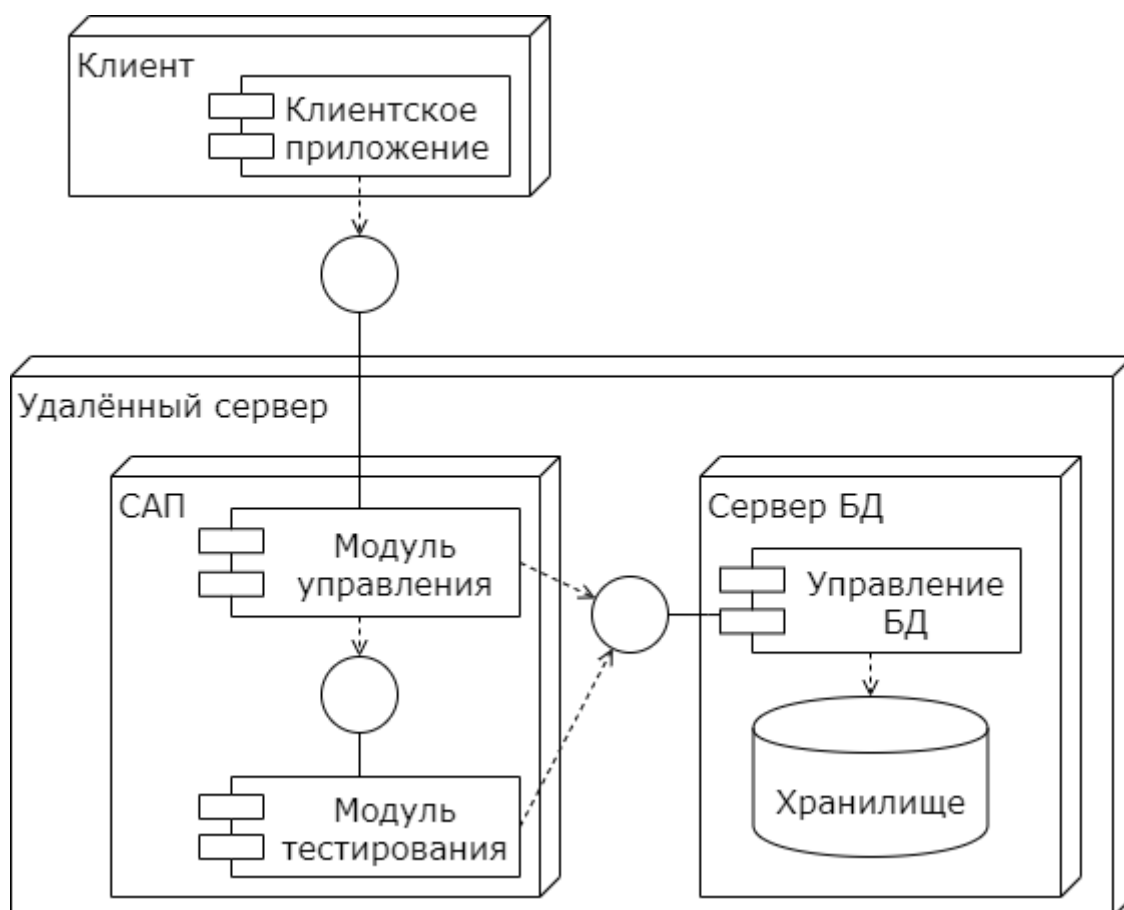 Клиент
Клиентское
приложение
Удалённый сервер
САП
Модуль
управления
Модуль
тестирования
Сервер БД
Управление
БД
Хранилище